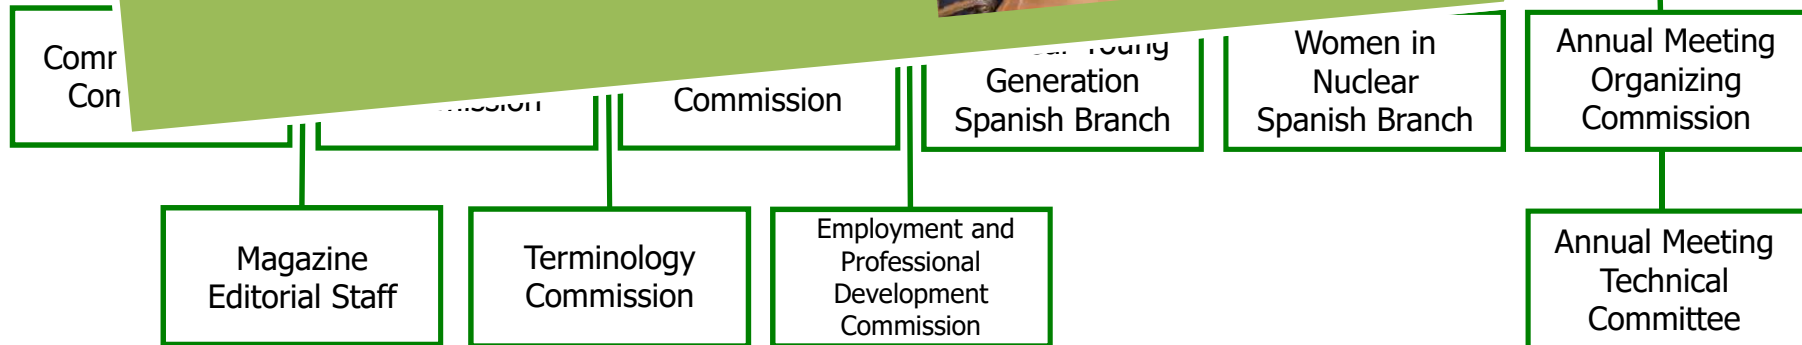 Young
Generation
Spanish Branch
Commission
Women in
Nuclear
Spanish Branch
Annual Meeting
Organizing
Commission
Magazine
Editorial Staff
Terminology
Commission
Employment and
Professional
Development
Commission
Annual Meeting
Technical
Committee